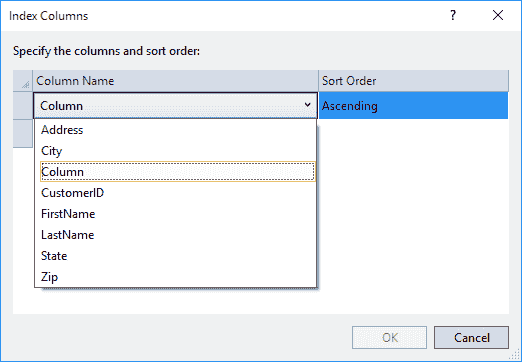 Index Columns
?
Specify the columns and sort order:
Column Name Sort Order
Column Ascending
Address
City
Column
CustomerID
FirstName
LastName
State
Zip
OK Cancel